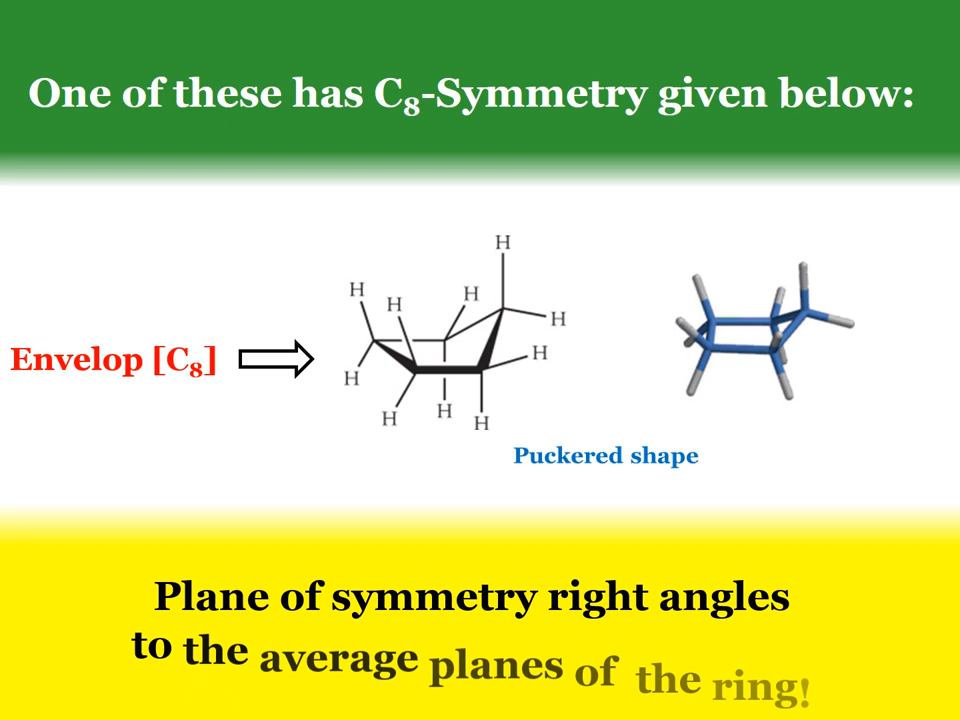 One of these has C₈-Symmetry given below:
H
H
H
H
H
Envelop [C₈]
H
H
H
H
H
Puckered shape
Plane of symmetry right angles
to the average planes of the ring!